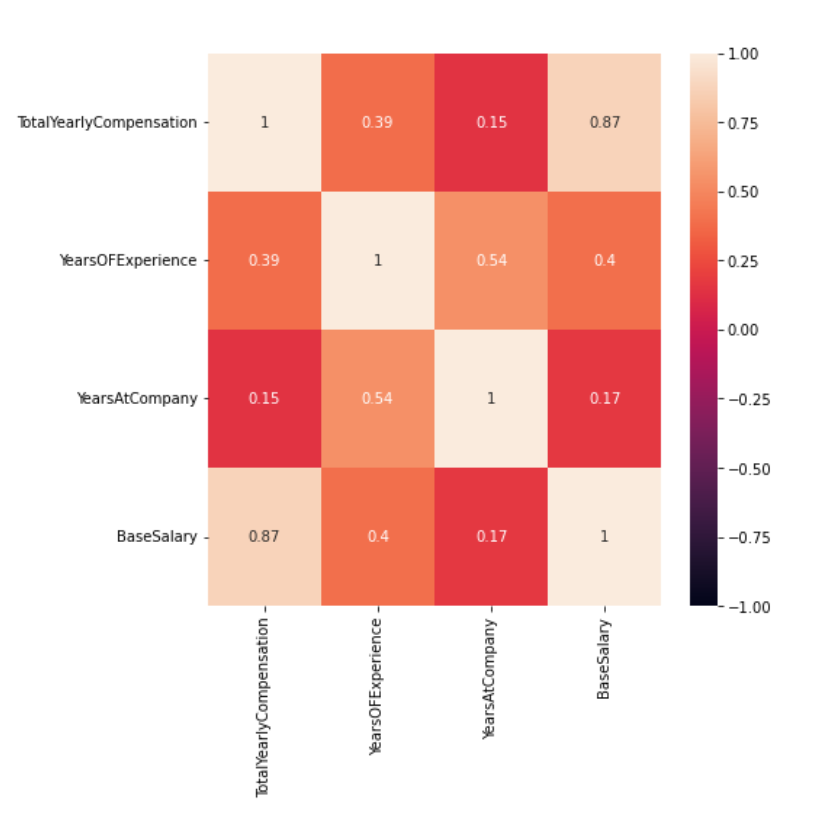 TotalYearlyCompensation 1 0.39 0.15 0.87
YearsOFExperience 0.39 1 0.54 0.4
YearsAtCompany 0.15 0.54 1 0.17
BaseSalary 0.87 0.4 0.17 1
TotalYearlyCompensation
YearsOFExperience
YearsAtCompany
BaseSalary
1.00
0.75
0.50
0.25
0.00
−0.25
−0.50
−0.75
−1.00